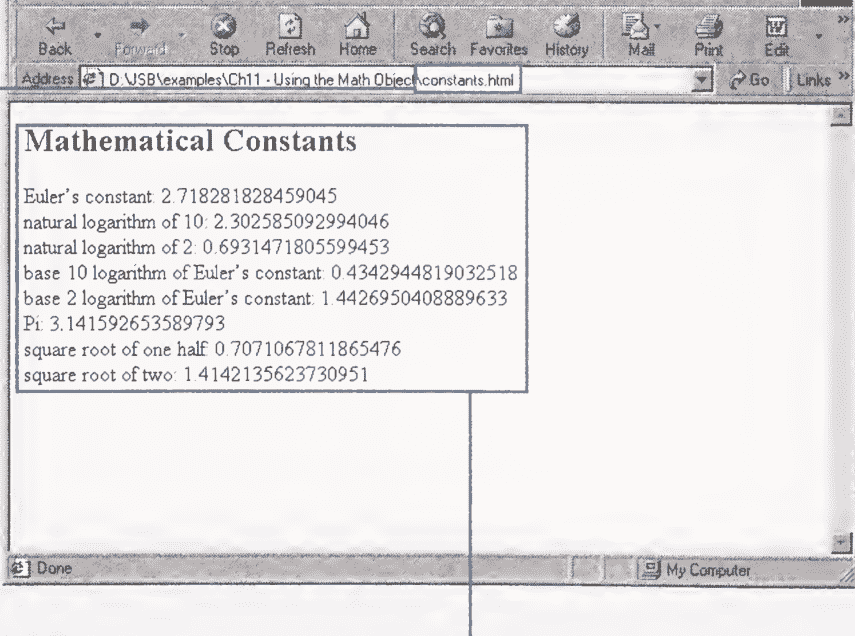 Back Forward Stop Refresh Home Search Favorites History Mail Print Edit »
Address D:\JSB\examples\Ch11 - Using the Math Object\constants.html Go Links »
Mathematical Constants
Euler's constant: 2.718281828459045
natural logarithm of 10: 2.302585092994046
natural logarithm of 2: 0.6931471805599453
base 10 logarithm of Euler's constant: 0.4342944819032518
base 2 logarithm of Euler's constant: 1.4426950408889633
Pi: 3.141592653589793
square root of one half: 0.7071067811865476
square root of two: 1.4142135623730951
Done My Computer